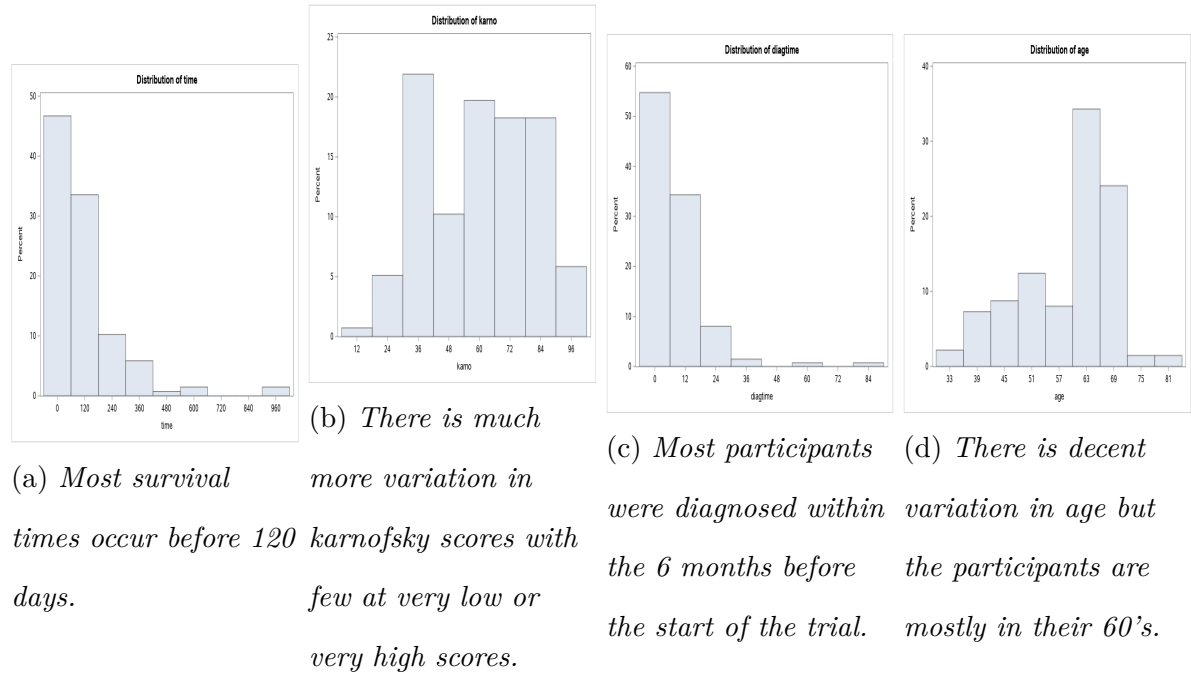 Distribution of time
Percent
50
40
30
20
10
0
0 120 240 360 480 600 720 840 960
time
(a) Most survival
times occur before 120
days.
Distribution of karno
Percent
25
20
15
10
5
0
12 24 36 48 60 72 84 96
karno
(b) There is much
more variation in
karnofsky scores with
few at very low or
very high scores.
Distribution of diagtime
Percent
60
50
40
30
20
10
0
0 12 24 36 48 60 72 84
diagtime
(c) Most participants
were diagnosed within
the 6 months before
the start of the trial.
Distribution of age
Percent
40
30
20
10
0
33 39 45 51 57 63 69 75 81
age
(d) There is decent
variation in age but
the participants are
mostly in their 60's.